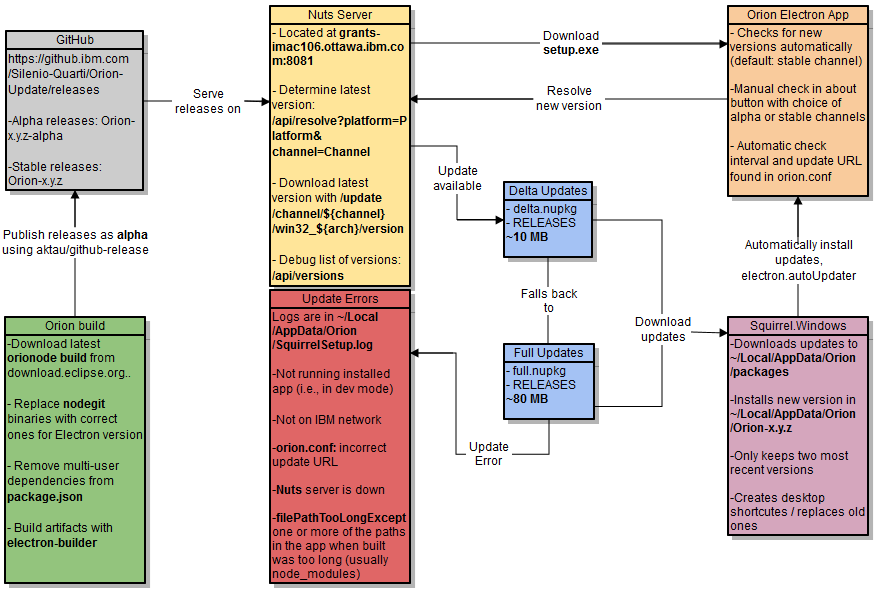 GitHub
https://github.ibm.com
/Silenio-Quarti/Orion-
Update/releases
-Alpha releases: Orion-
x.y.z-alpha
-Stable releases:
Orion-x.y.z
Publish releases as alpha
using aktau/github-release
Orion build
-Download latest
orionode build from
download.eclipse.org..
- Replace nodegit
binaries with correct
ones for Electron version
- Remove multi-user
dependencies from
package.json
- Build artifacts with
electron-builder
Serve
releases on
Nuts Server
- Located at grants-
imac106.ottawa.ibm.co
m:8081
- Determine latest
version:
/api/resolve?platform=P
latform&
channel=Channel
- Download latest
version with /update
/channel/${channel}
/win32_${arch}/version
- Debug list of versions:
/api/versions
Update Errors
Logs are in ~/Local
/AppData/Orion
/SquirrelSetup.log
-Not running installed
app (i.e., in dev mode)
-Not on IBM network
-orion.conf: incorrect
update URL
-Nuts server is down
-filePathTooLongExcept
one or more of the paths
in the app when built
was too long (usually
node_modules)
Download
setup.exe
Resolve
new version
Update
available
Delta Updates
- delta.nupkg
- RELEASES
~10 MB
Falls back
to
Full Updates
- full.nupkg
- RELEASES
~80 MB
Update
Error
Download
updates
Orion Electron App
- Checks for new
versions automatically
(default: stable channel)
-Manual check in about
button with choice of
alpha or stable channels
- Automatic check
interval and update URL
found in orion.conf
Automatically install
updates,
electron.autoUpdater
Squirrel.Windows
-Downloads updates to
~/Local/AppData/Orion
/packages
-Installs new version in
~/Local/AppData/Orion
/Orion-x.y.z
-Only keeps two most
recent versions
-Creates desktop
shortcuts / replaces old
ones